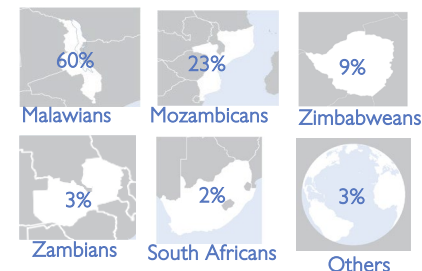 60%
23%
9%
Malawians
Mozambicans
Zimbabweans
3%
2%
3%
Zambians
South Africans
Others